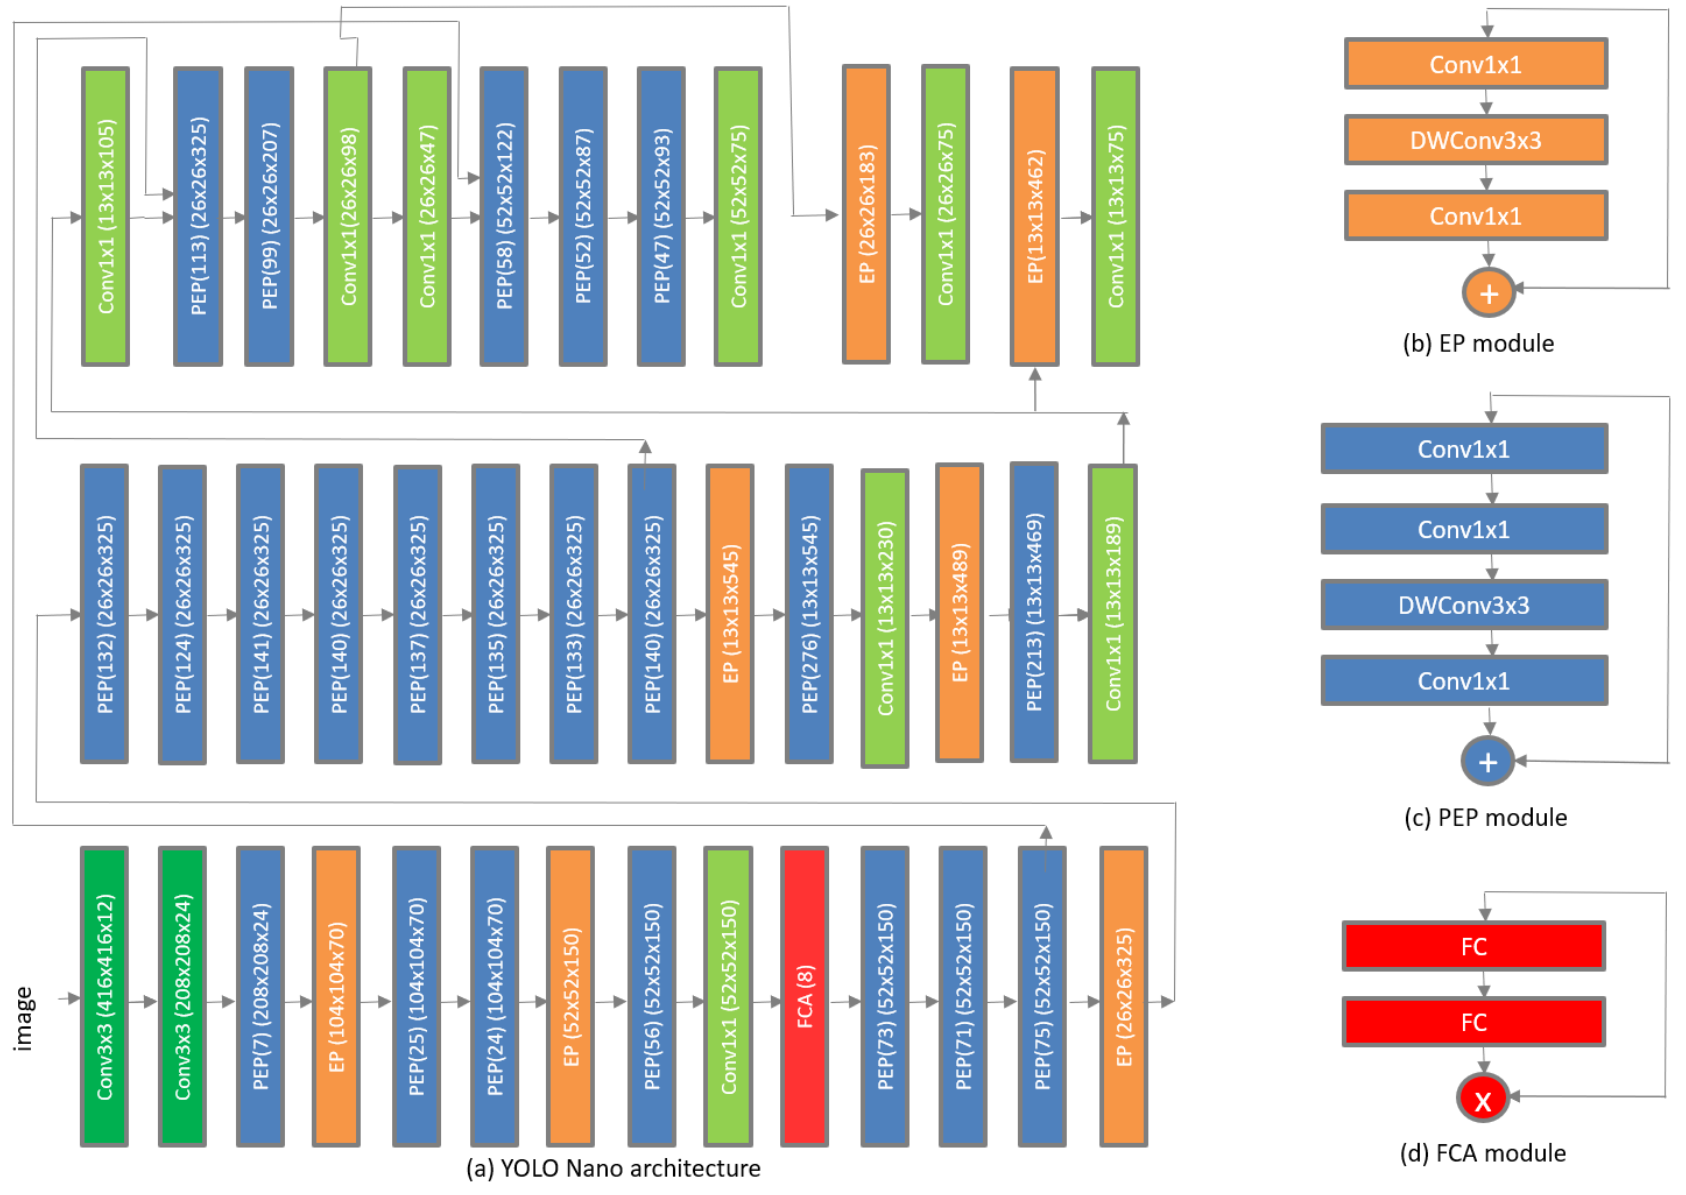 Conv1x1 (13x13x105)
PEP(113) (26x26x325)
PEP(99) (26x26x207)
Conv1x1(26x26x98)
Conv1x1 (26x26x47)
PEP(58) (52x52x122)
PEP(52) (52x52x87)
PEP(47) (52x52x93)
Conv1x1 (52x52x75)
EP (26x26x183)
Conv1x1 (26x26x75)
EP(13x13x462)
Conv1x1 (13x13x75)
PEP(132) (26x26x325)
PEP(124) (26x26x325)
PEP(141) (26x26x325)
PEP(140) (26x26x325)
PEP(137) (26x26x325)
PEP(135) (26x26x325)
PEP(133) (26x26x325)
PEP(140) (26x26x325)
EP (13x13x545)
PEP(276) (13x13x545)
Conv1x1 (13x13x230)
EP (13x13x489)
PEP(213) (13x13x469)
Conv1x1 (13x13x189)
image
Conv3x3 (416x416x12)
Conv3x3 (208x208x24)
PEP(7) (208x208x24)
EP (104x104x70)
PEP(25) (104x104x70)
PEP(24) (104x104x70)
EP (52x52x150)
PEP(56) (52x52x150)
Conv1x1 (52x52x150)
FCA (8)
PEP(73) (52x52x150)
PEP(71) (52x52x150)
PEP(75) (52x52x150)
EP (26x26x325)
(a) YOLO Nano architecture
Conv1x1
DWConv3x3
Conv1x1
+
(b) EP module
Conv1x1
Conv1x1
DWConv3x3
Conv1x1
+
(c) PEP module
FC
FC
x
(d) FCA module